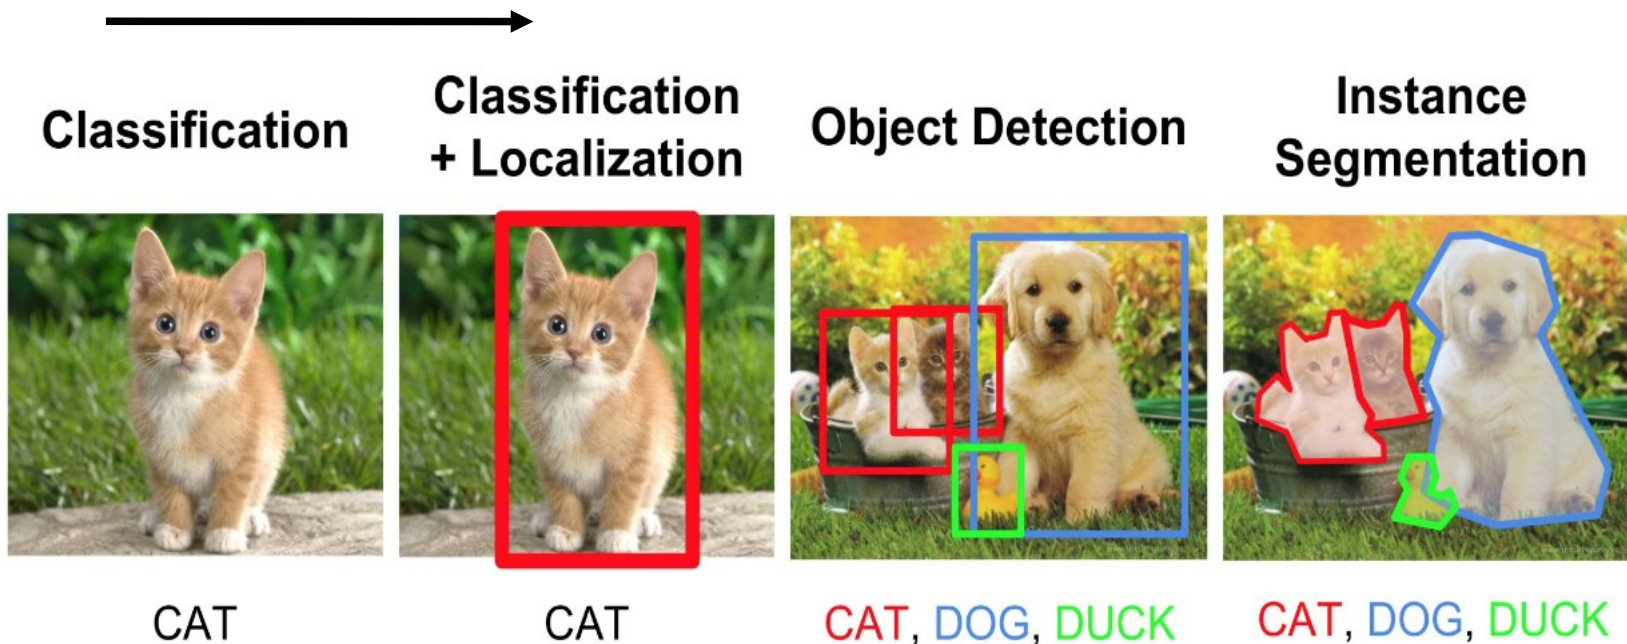 Classification
Classification
+ Localization
Object Detection
Instance
Segmentation
CAT
CAT
CAT, DOG, DUCK
CAT, DOG, DUCK